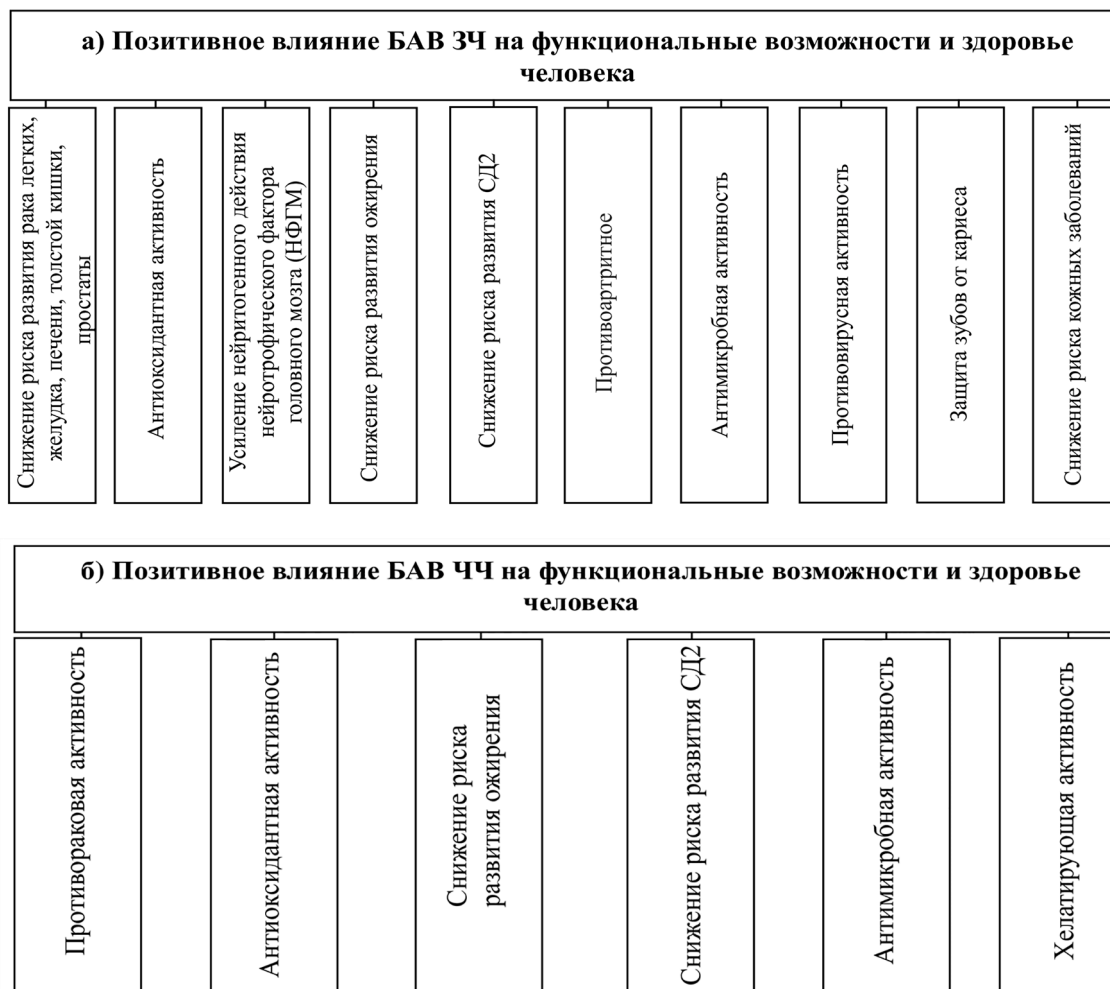 а) Позитивное влияние БАВ ЗЧ на функциональные возможности и здоровье
человека
Снижение риска развития рака легких,
желудка, печени, толстой кишки,
простаты
Антиоксидантная активность
Усиление нейритогенного действия
нейротрофического фактора
головного мозга (НФГМ)
Снижение риска развития ожирения
Снижение риска развития СД2
Противоартритное
Антимикробная активность
Противовирусная активность
Защита зубов от кариеса
Снижение риска кожных заболеваний
б) Позитивное влияние БАВ ЧЧ на функциональные возможности и здоровье
человека
Противораковая активность
Антиоксидантная активность
Снижение риска
развития ожирения
Снижение риска развития СД2
Антимикробная активность
Хелатирующая активность